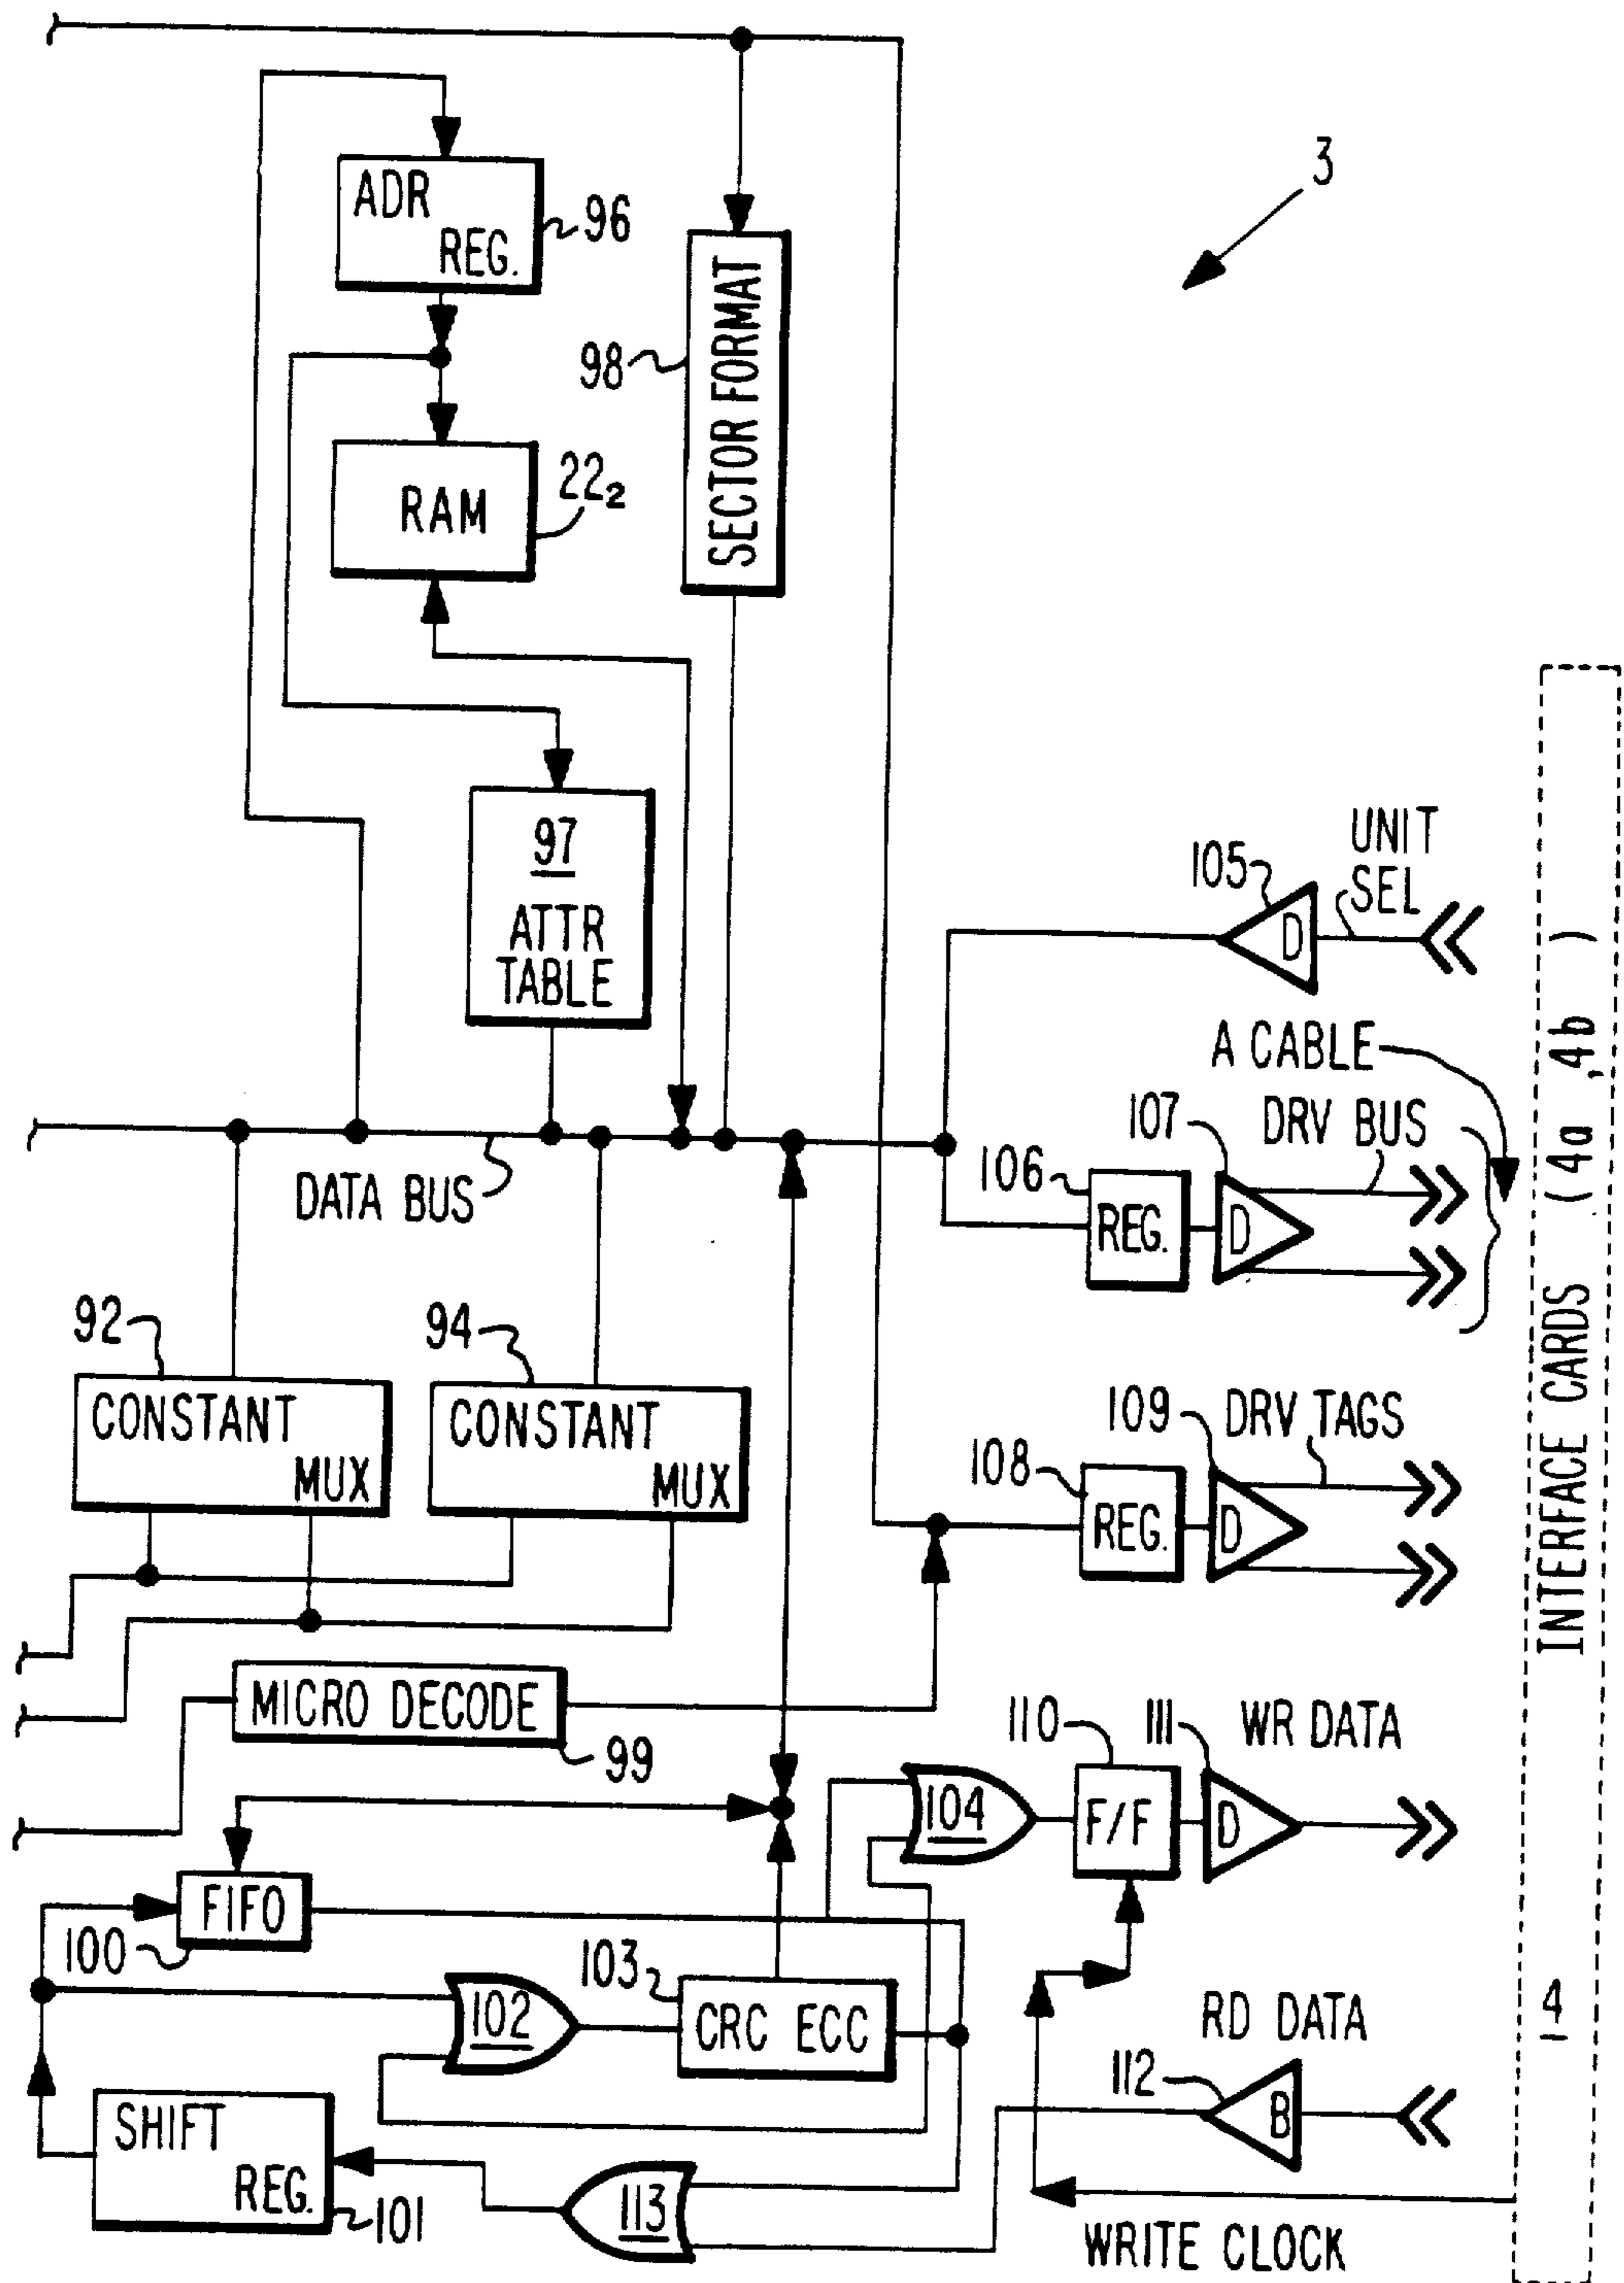 3
ADR
REG.
96
98
SECTOR FORMAT
RAM
22₂
97
ATTR
TABLE
105
UNIT
SEL
D
A CABLE
107
DRV BUS
106
REG.
D
DATA BUS
92
CONSTANT
MUX
94
CONSTANT
MUX
109
DRV TAGS
108
REG.
D
MICRO DECODE
99
110
111
WR DATA
104
F/F
D
FIFO
100
102
103
CRC ECC
RD DATA
112
B
SHIFT
REG.
101
113
WRITE CLOCK
4
INTERFACE CARDS (4a ,4b )